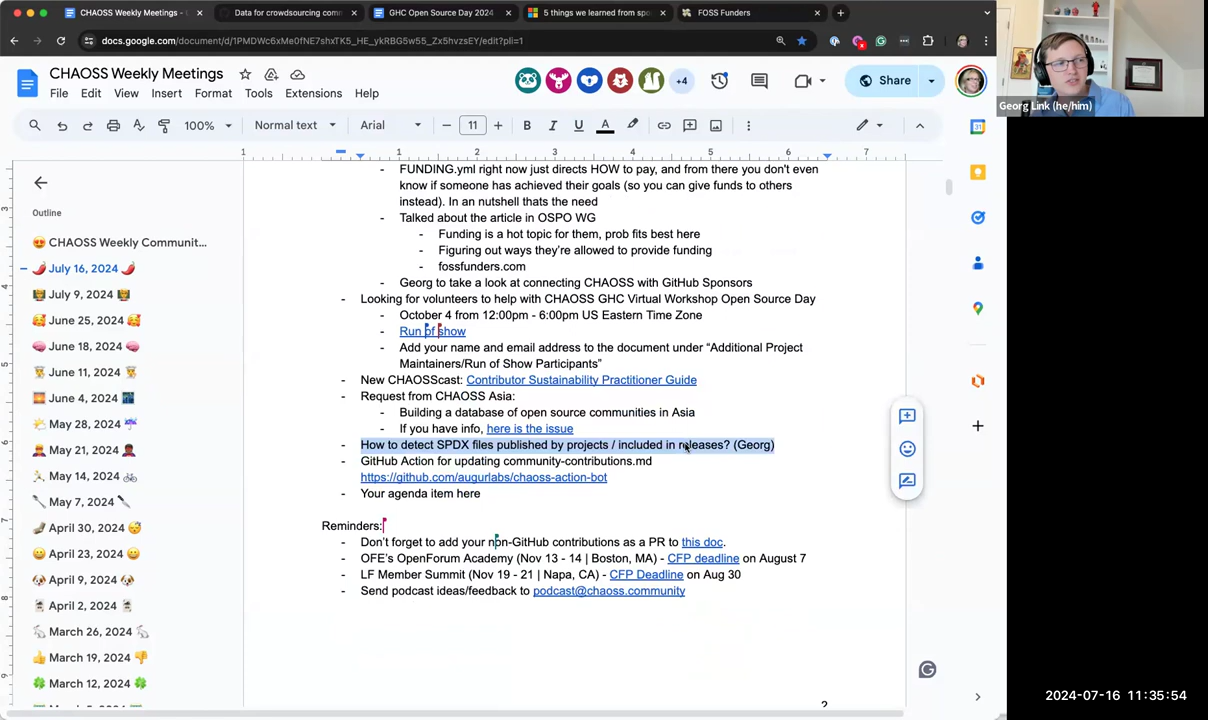 CHAOSS Weekly Meetings -
Data for crowdsourcing com
GHC Open Source Day 2024
5 things we learned from spo
FOSS Funders
docs.google.com/document/d/1PMDWc6xMe0fNE7shxTK5_HE_ykRBG5w55_Zx5hvzsEY/edit?pli=1
CHAOSS Weekly Meetings
File Edit View Insert Format Tools Extensions Help
+4
Share
100% Normal text Arial 11 B I U A
1 1 2 3 4 5 6 7
FUNDING.yml right now just directs HOW to pay, and from there you don't even
know if someone has achieved their goals (so you can give funds to others
instead). In an nutshell thats the need
- Talked about the article in OSPO WG
- Funding is a hot topic for them, prob fits best here
- Figuring out ways they're allowed to provide funding
- fossfunders.com
- Georg to take a look at connecting CHAOSS with GitHub Sponsors
- Looking for volunteers to help with CHAOSS GHC Virtual Workshop Open Source Day
- October 4 from 12:00pm - 6:00pm US Eastern Time Zone
- Run of show
- Add your name and email address to the document under “Additional Project
Maintainers/Run of Show Participants”
- New CHAOSScast: Contributor Sustainability Practitioner Guide
- Request from CHAOSS Asia:
- Building a database of open source communities in Asia
- If you have info, here is the issue
- How to detect SPDX files published by projects / included in releases? (Georg)
- GitHub Action for updating community-contributions.md
https://github.com/augurlabs/chaoss-action-bot
- Your agenda item here
Reminders:
- Don't forget to add your non-GitHub contributions as a PR to this doc.
- OFE's OpenForum Academy (Nov 13 - 14 | Boston, MA) - CFP deadline on August 7
- LF Member Summit (Nov 19 - 21 | Napa, CA) - CFP Deadline on Aug 30
- Send podcast ideas/feedback to podcast@chaoss.community
2
Outline
CHAOSS Weekly Communit...
July 16, 2024
July 9, 2024
June 25, 2024
June 18, 2024
June 11, 2024
June 4, 2024
May 28, 2024
May 21, 2024
May 14, 2024
May 7, 2024
April 30, 2024
April 23, 2024
April 9, 2024
April 2, 2024
March 26, 2024
March 19, 2024
March 12, 2024
Georg Link (he/him)
2024-07-16 11:35:54